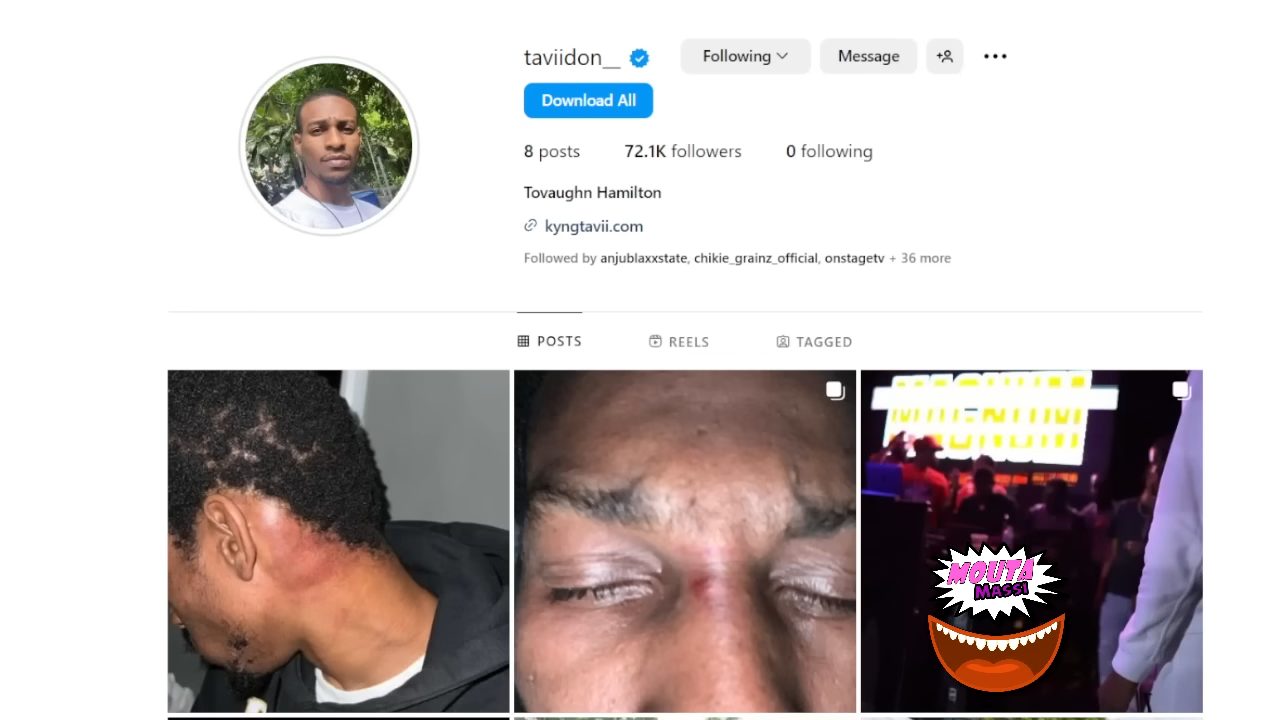 taviidon__
Following
Message
Download All
8 posts
72.1K followers
0 following
Tovaughn Hamilton
kyngtavii.com
Followed by anjublaxxstate, chikie_grainz_official, onstagetv + 36 more
POSTS
REELS
TAGGED
MAGNUM
MOUTA
MASSI